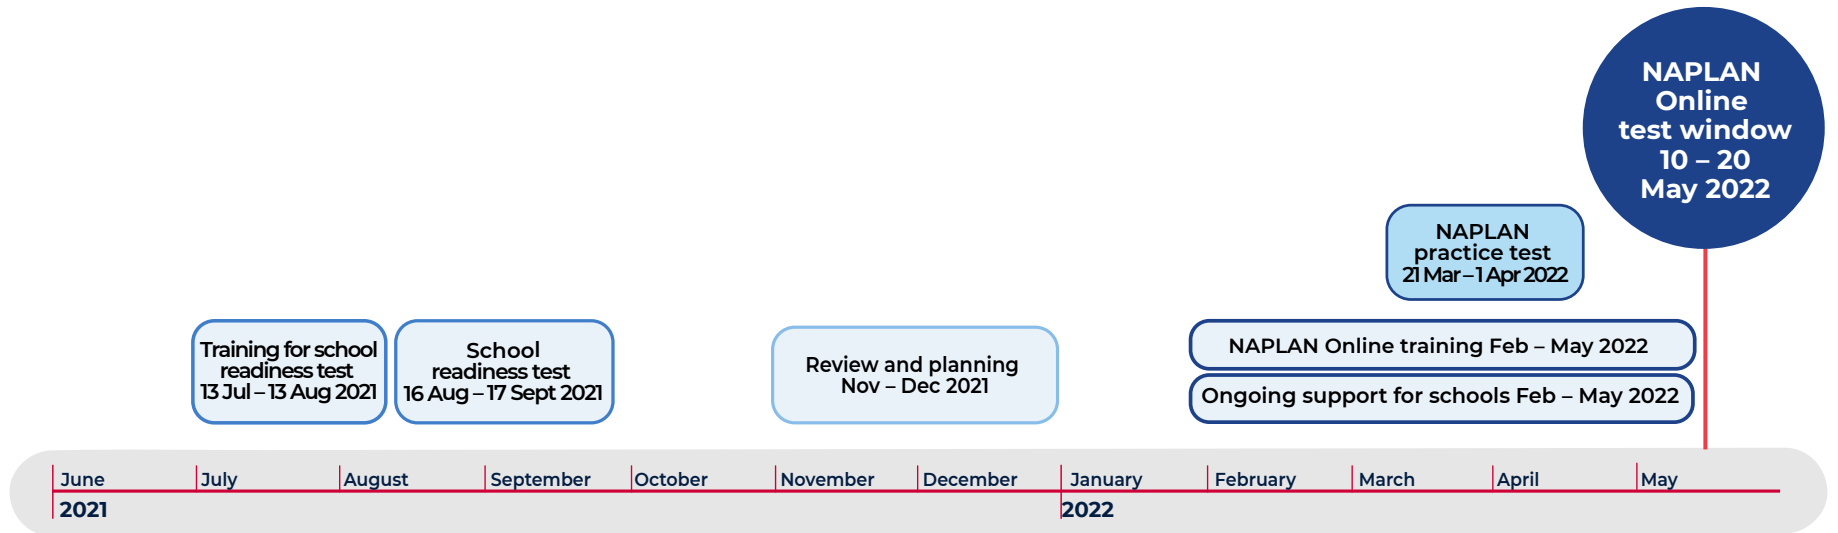 NAPLAN
Online
test window
10 – 20
May 2022
NAPLAN
practice test
21 Mar – 1 Apr 2022
Training for school
readiness test
13 Jul – 13 Aug 2021
School
readiness test
16 Aug – 17 Sept 2021
Review and planning
Nov – Dec 2021
NAPLAN Online training Feb – May 2022
Ongoing support for schools Feb – May 2022
June July August September October November December January February March April May
2021 2022